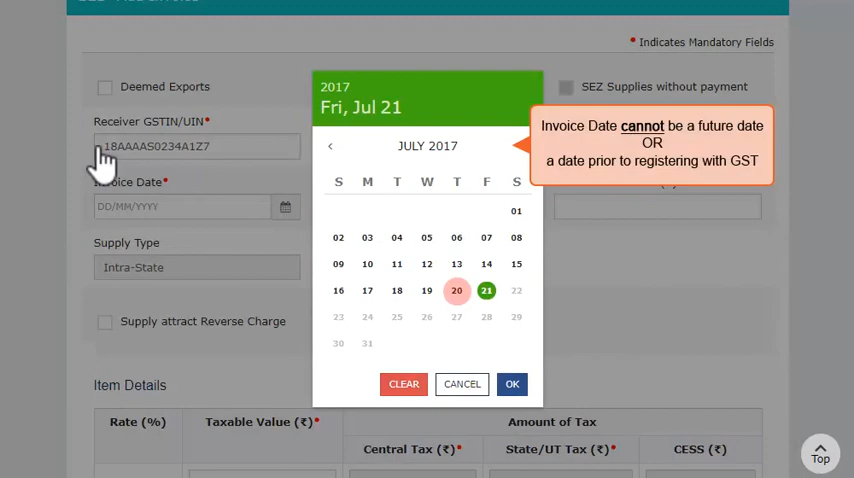 Indicates Mandatory Fields
Deemed Exports
SEZ Supplies without payment
Receiver GSTIN/UIN•
18AAAAS0234A1Z7
Invoice Date•
DD/MM/YYYY
Supply Type
Intra-State
Supply attract Reverse Charge
2017
Fri, Jul 21
JULY 2017
S M T W T F S
01
02 03 04 05 06 07 08
09 10 11 12 13 14 15
16 17 18 19 20 21 22
23 24 25 26 27 28 29
30 31
CLEAR CANCEL OK
Invoice Date cannot be a future date
OR
a date prior to registering with GST
Item Details
Rate (%) Taxable Value (₹)• Amount of Tax
Central Tax (₹)• State/UT Tax (₹)• CESS (₹)
Top